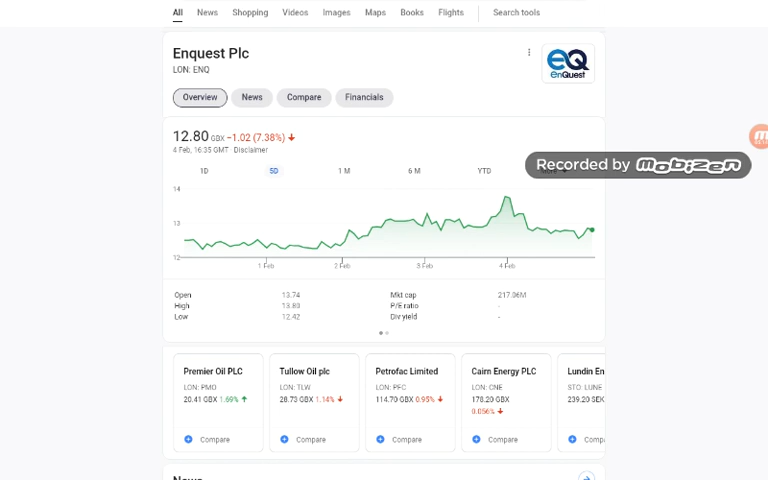 All News Shopping Videos Images Maps Books Flights Search tools
Enquest Plc
LON: ENQ
EnQuest
Overview News Compare Financials
12.80 GBX −1.02 (7.38%)
4 Feb, 16:35 GMT · Disclaimer
Recorded by mobizen
1D 5D 1 M 6 M YTD
14
13
12
1 Feb 2 Feb 3 Feb 4 Feb
Open 13.74 Mkt cap 217.06M
High 13.80 P/E ratio -
Low 12.42 Div yield -
Premier Oil PLC Tullow Oil plc Petrofac Limited Cairn Energy PLC Lundin En
LON: PMO LON: TLW LON: PFC LON: CNE STO: LUNE
20.41 GBX 1.69% 28.73 GBX 1.14% 114.70 GBX 0.95% 178.20 GBX 239.20 SEK
0.056%
Compare Compare Compare Compare Compa
News